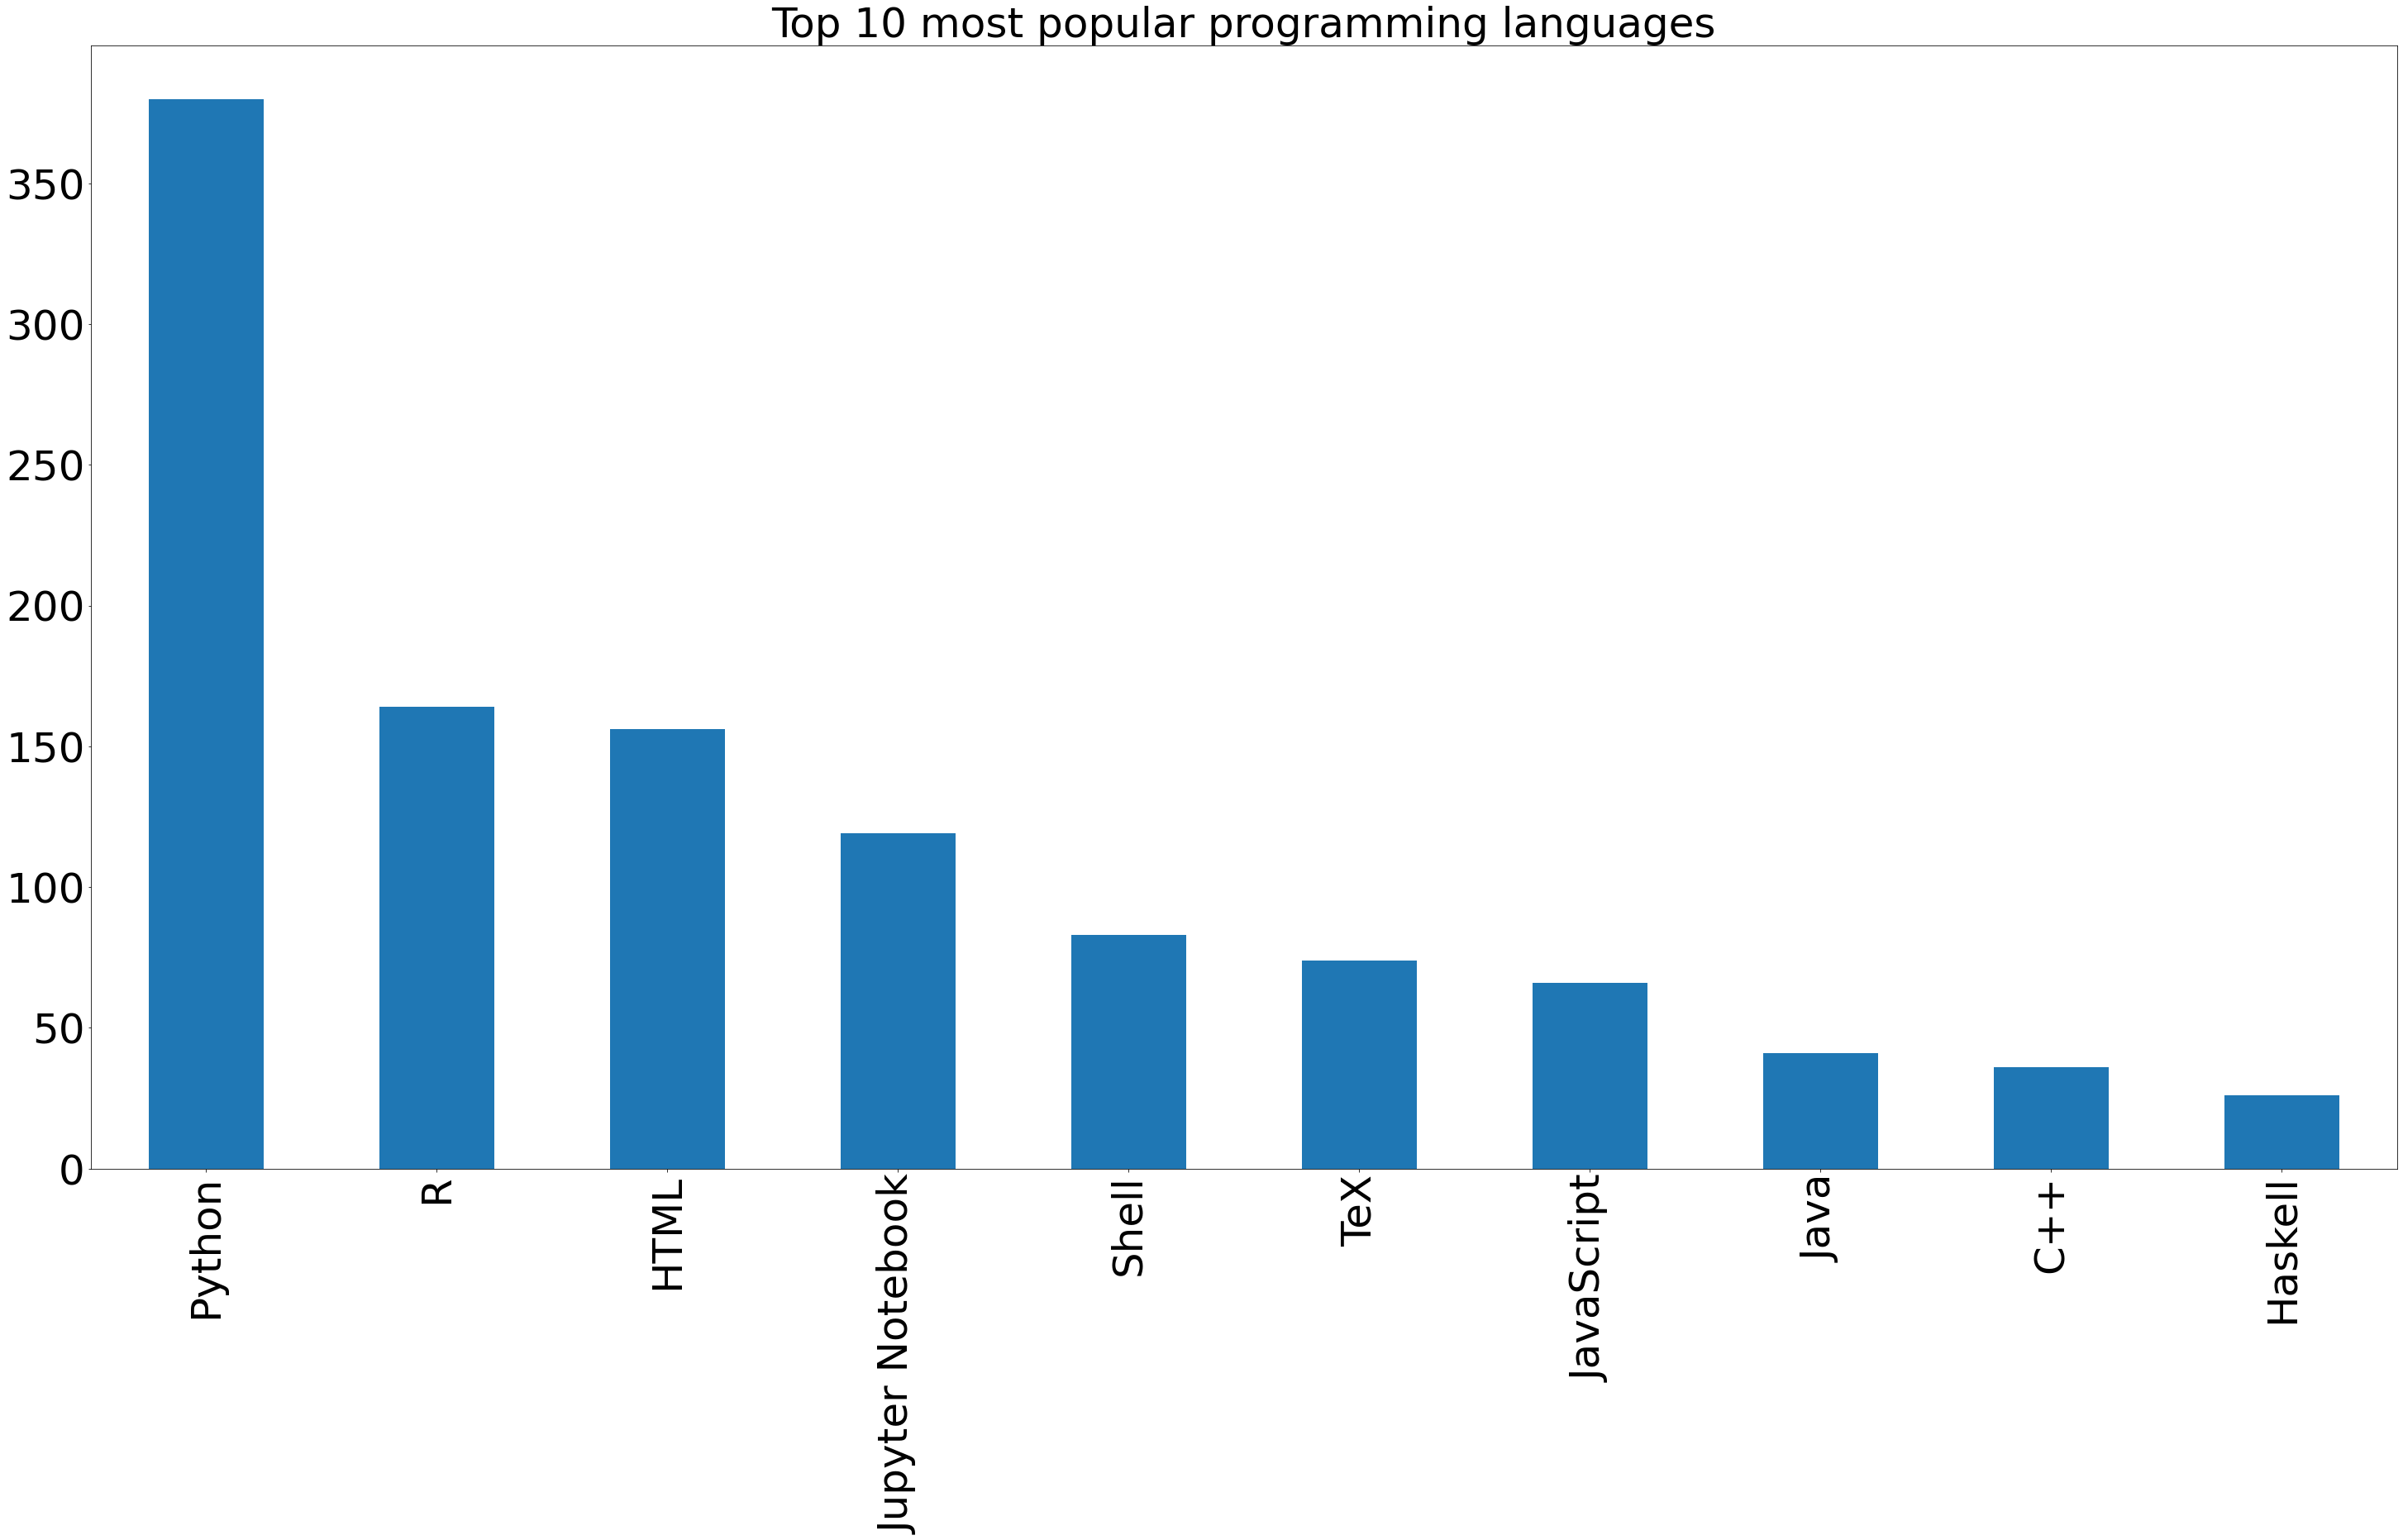 Top 10 most popular programming languages
350
300
250
200
150
100
50
0
Python
R
HTML
Jupyter Notebook
Shell
TeX
JavaScript
Java
C++
Haskell